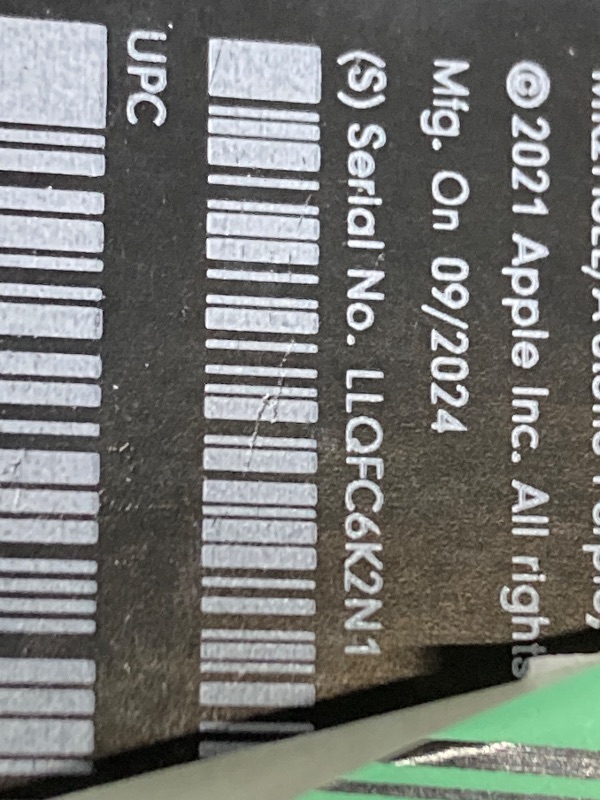 ©2021 Apple Inc. All rights
Mfg. On 09/2024
(S) Serial No. LLQFC6K2N1
UPC